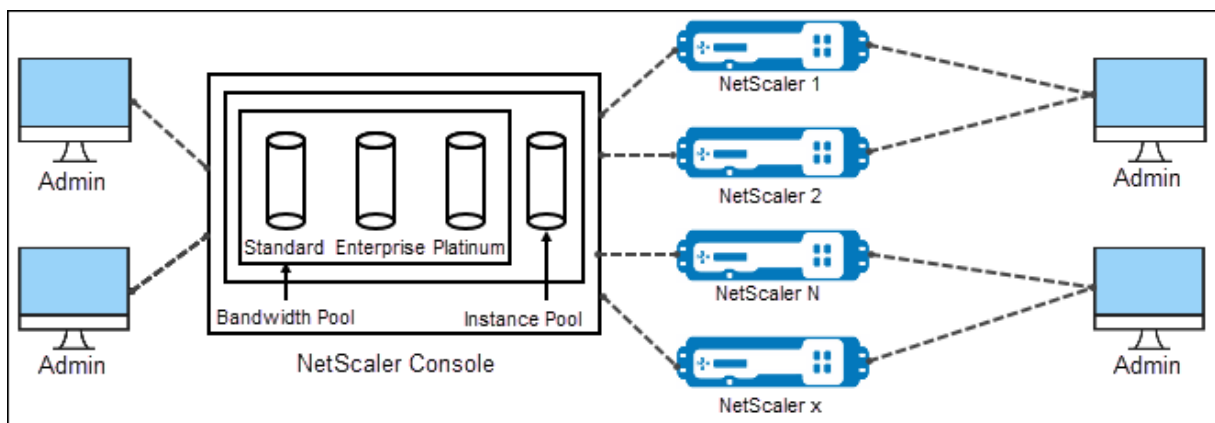 Admin
Admin
Standard Enterprise Platinum
Bandwidth Pool
Instance Pool
NetScaler Console
NetScaler 1
NetScaler 2
NetScaler N
NetScaler x
Admin
Admin